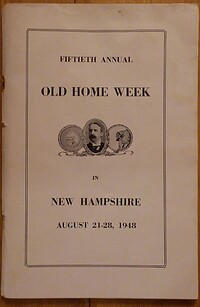 FIFTIETH ANNUAL
OLD HOME WEEK
IN
NEW HAMPSHIRE
AUGUST 21-28, 1948